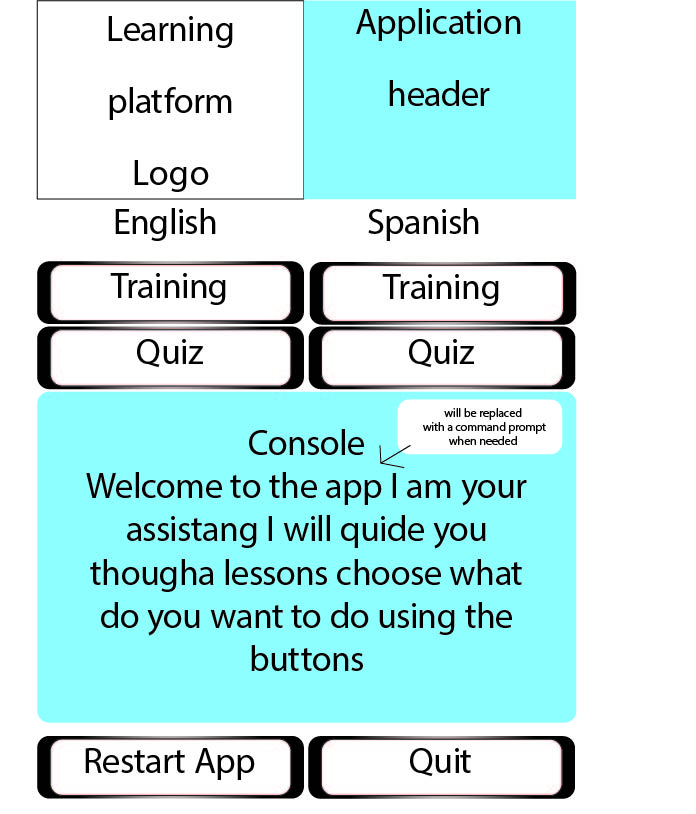 Learning
platform
Logo
Application
header
English
Spanish
Training
Training
Quiz
Quiz
will be replaced
with a command prompt
when needed
Console
Welcome to the app I am your
assistang I will quide you
thougha lessons choose what
do you want to do using the
buttons
Restart App
Quit